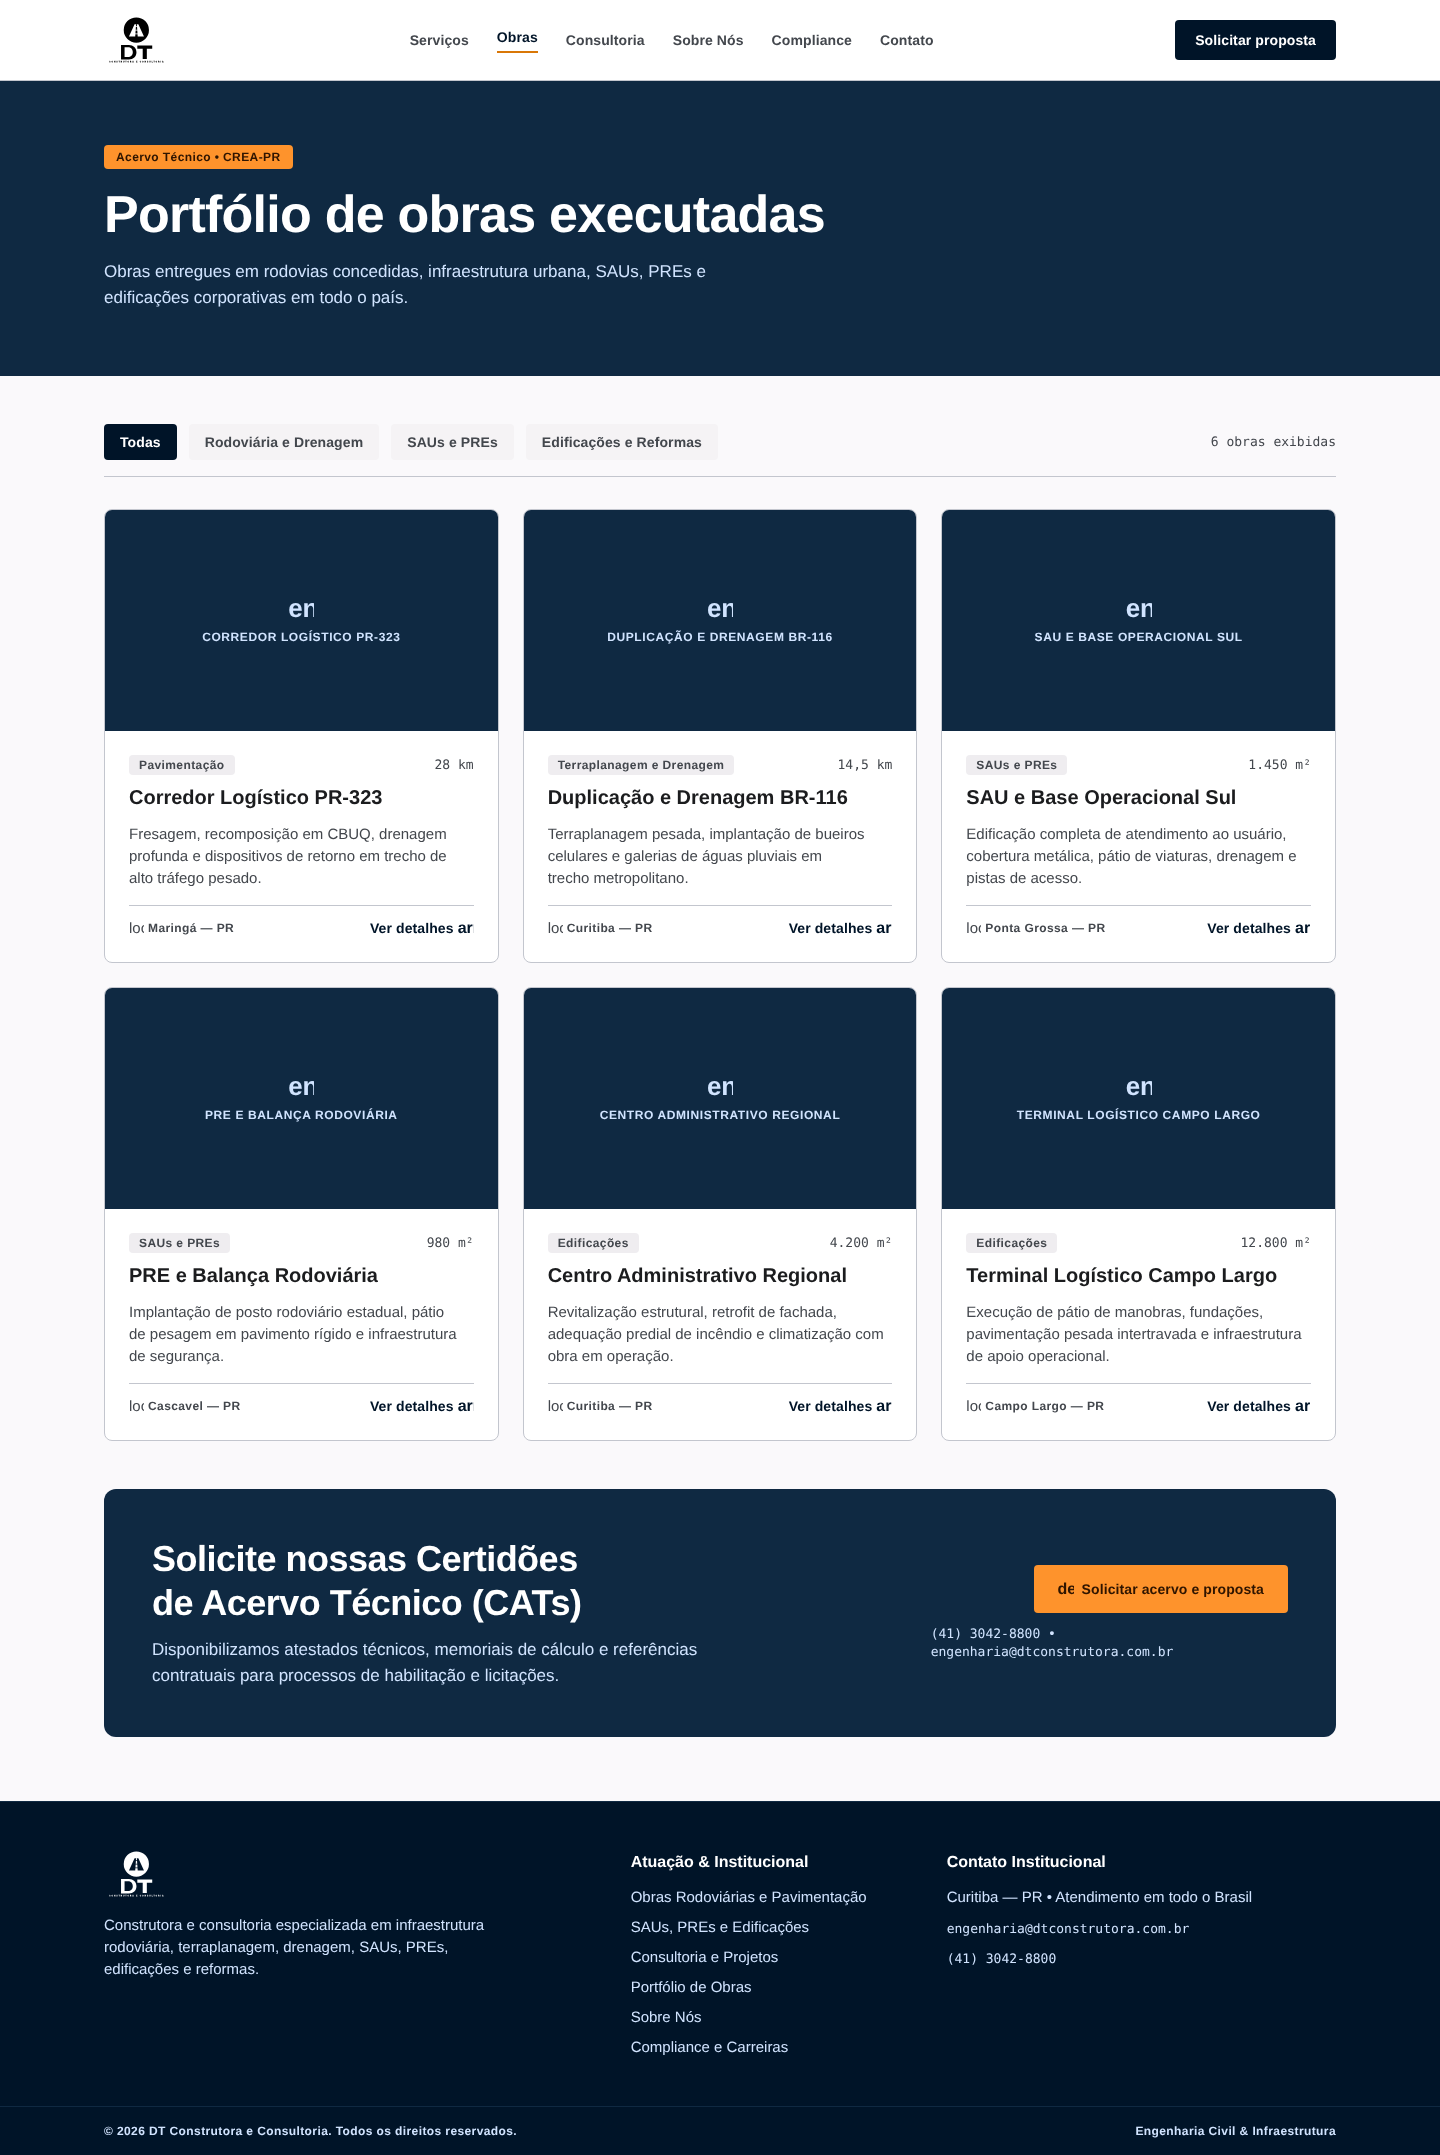 DT
CONSTRUTORA E CONSULTORIA
Serviços
Obras
Consultoria
Sobre Nós
Compliance
Contato
Solicitar proposta
Acervo Técnico • CREA-PR
Portfólio de obras executadas
Obras entregues em rodovias concedidas, infraestrutura urbana, SAUs, PREs e
edificações corporativas em todo o país.
Todas
Rodoviária e Drenagem
SAUs e PREs
Edificações e Reformas
6 obras exibidas
en
CORREDOR LOGÍSTICO PR-323
Pavimentação
28 km
Corredor Logístico PR-323
Fresagem, recomposição em CBUQ, drenagem
profunda e dispositivos de retorno em trecho de
alto tráfego pesado.
loc Maringá — PR
Ver detalhes ar
en
DUPLICAÇÃO E DRENAGEM BR-116
Terraplanagem e Drenagem
14,5 km
Duplicação e Drenagem BR-116
Terraplanagem pesada, implantação de bueiros
celulares e galerias de águas pluviais em
trecho metropolitano.
loc Curitiba — PR
Ver detalhes ar
en
SAU E BASE OPERACIONAL SUL
SAUs e PREs
1.450 m²
SAU e Base Operacional Sul
Edificação completa de atendimento ao usuário,
cobertura metálica, pátio de viaturas, drenagem e
pistas de acesso.
loc Ponta Grossa — PR
Ver detalhes ar
en
PRE E BALANÇA RODOVIÁRIA
SAUs e PREs
980 m²
PRE e Balança Rodoviária
Implantação de posto rodoviário estadual, pátio
de pesagem em pavimento rígido e infraestrutura
de segurança.
loc Cascavel — PR
Ver detalhes ar
en
CENTRO ADMINISTRATIVO REGIONAL
Edificações
4.200 m²
Centro Administrativo Regional
Revitalização estrutural, retrofit de fachada,
adequação predial de incêndio e climatização com
obra em operação.
loc Curitiba — PR
Ver detalhes ar
en
TERMINAL LOGÍSTICO CAMPO LARGO
Edificações
12.800 m²
Terminal Logístico Campo Largo
Execução de pátio de manobras, fundações,
pavimentação pesada intertravada e infraestrutura
de apoio operacional.
loc Campo Largo — PR
Ver detalhes ar
Solicite nossas Certidões
de Acervo Técnico (CATs)
Disponibilizamos atestados técnicos, memoriais de cálculo e referências
contratuais para processos de habilitação e licitações.
de Solicitar acervo e proposta
(41) 3042-8800 •
engenharia@dtconstrutora.com.br
DT
CONSTRUTORA E CONSULTORIA
Construtora e consultoria especializada em infraestrutura
rodoviária, terraplanagem, drenagem, SAUs, PREs,
edificações e reformas.
Atuação & Institucional
Obras Rodoviárias e Pavimentação
SAUs, PREs e Edificações
Consultoria e Projetos
Portfólio de Obras
Sobre Nós
Compliance e Carreiras
Contato Institucional
Curitiba — PR • Atendimento em todo o Brasil
engenharia@dtconstrutora.com.br
(41) 3042-8800
© 2026 DT Construtora e Consultoria. Todos os direitos reservados.
Engenharia Civil & Infraestrutura